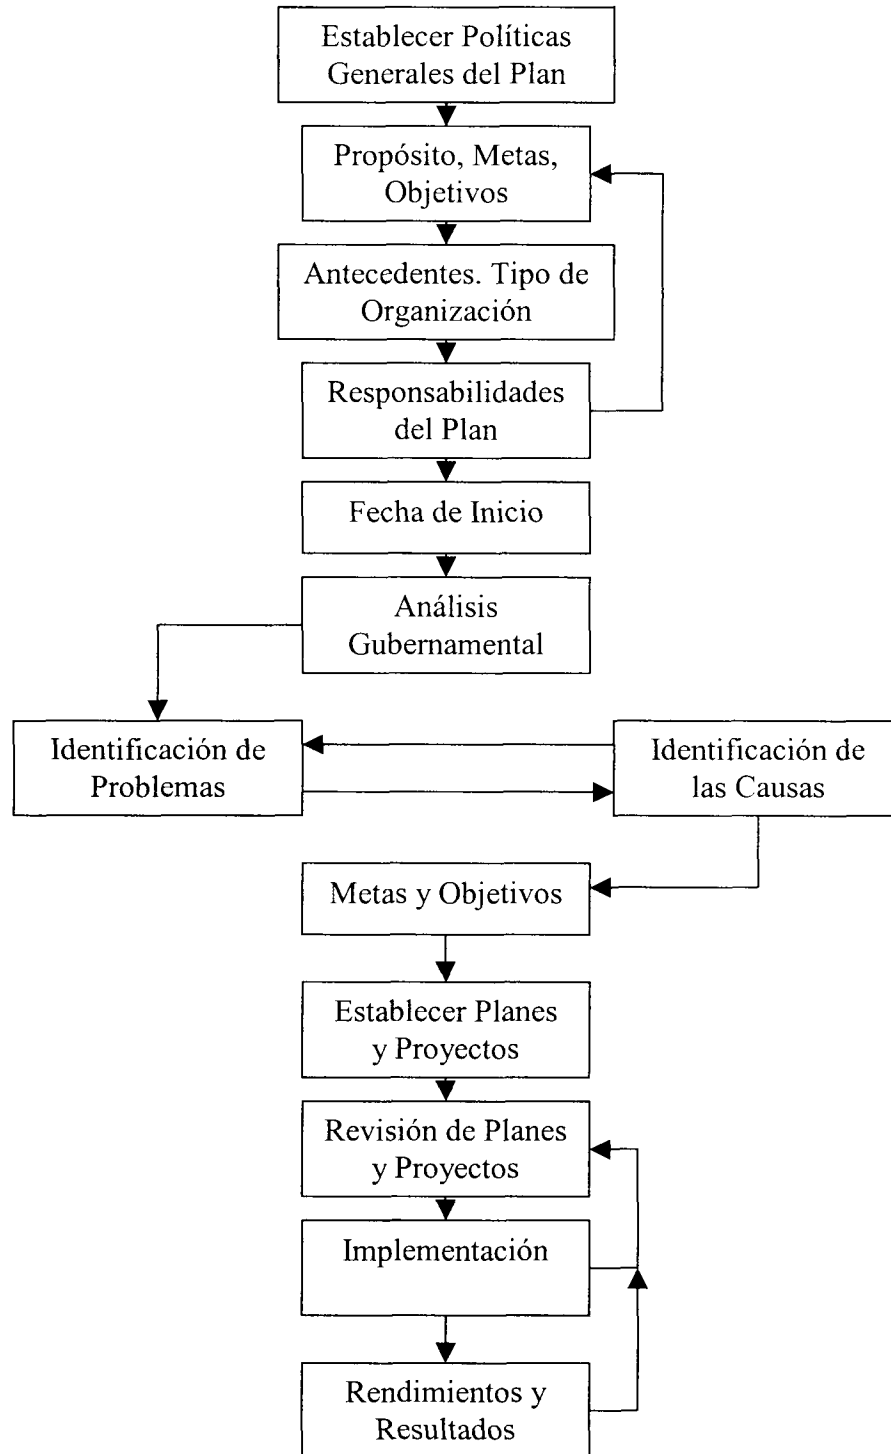 Establecer Políticas
Generales del Plan
Propósito, Metas,
Objetivos
Antecedentes. Tipo de
Organización
Responsabilidades
del Plan
Fecha de Inicio
Análisis
Gubernamental
Identificación de
Problemas
Identificación de
las Causas
Metas y Objetivos
Establecer Planes
y Proyectos
Revisión de Planes
y Proyectos
Implementación
Rendimientos y
Resultados